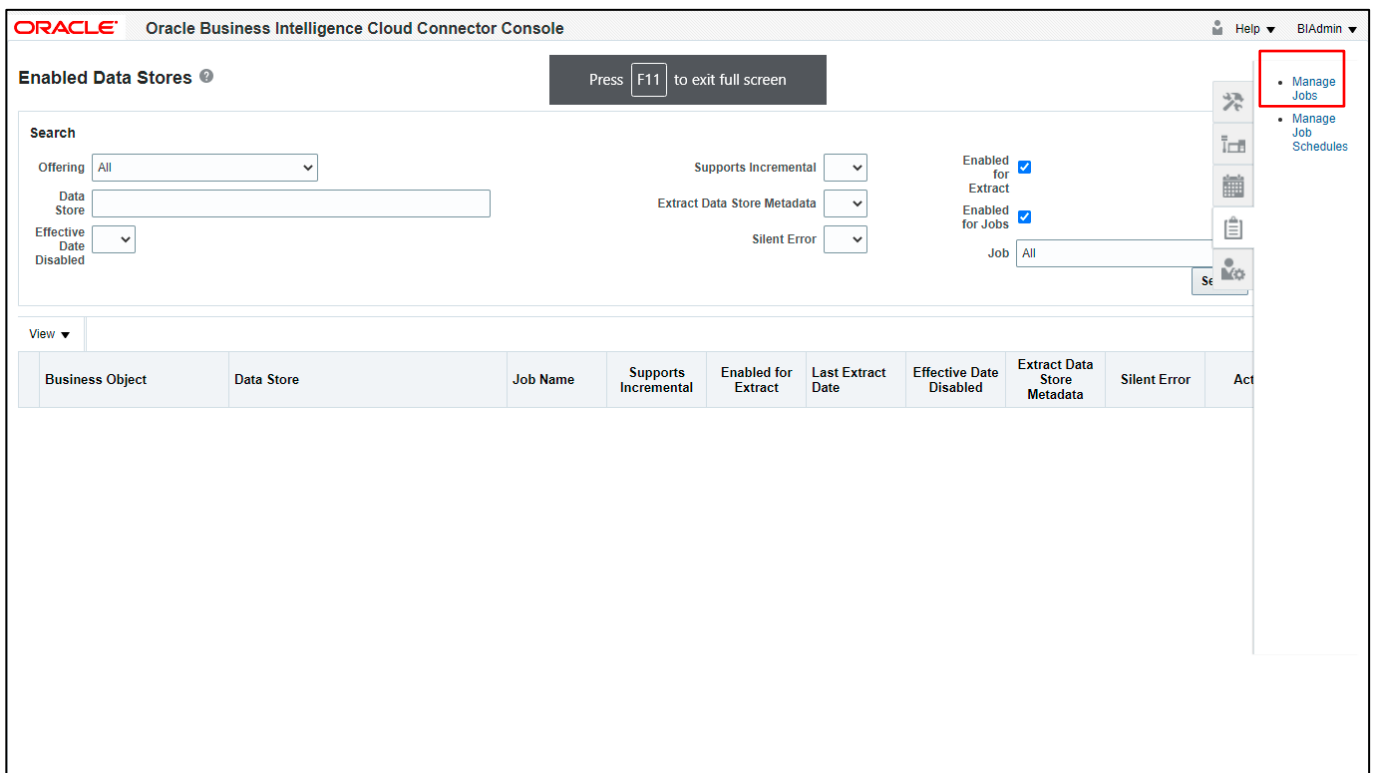 ORACLE Oracle Business Intelligence Cloud Connector Console Help BIAdmin
Enabled Data Stores
Press F11 to exit full screen
Manage
Jobs
Manage
Job
Schedules
Search
Offering All
Data
Store
Effective
Date
Disabled
Supports Incremental
Extract Data Store Metadata
Silent Error
Enabled
for
Extract
Enabled
for Jobs
Job All
View
Business Object
Data Store
Job Name
Supports
Incremental
Enabled for
Extract
Last Extract
Date
Effective Date
Disabled
Extract Data
Store
Metadata
Silent Error
Act